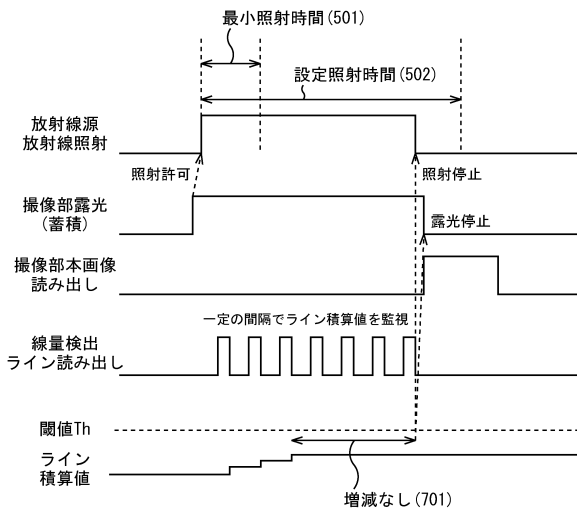 最小照射時間(501)
設定照射時間(502)
放射線源
放射線照射
照射許可
照射停止
撮像部露光
(蓄積)
露光停止
撮像部本画像
読み出し
一定の間隔でライン積算値を監視
線量検出
ライン読み出し
閾値Th
ライン
積算値
増減なし(701)